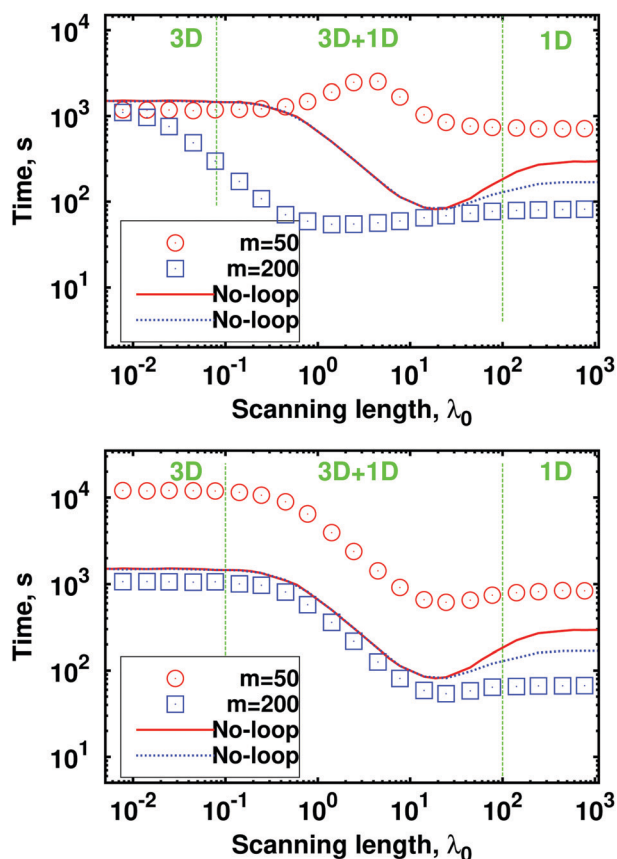 3D 3D+1D 1D
10^4
10^3
10^2
10^1
Time, s
m=50
m=200
No-loop
No-loop
10^-2 10^-1 10^0 10^1 10^2 10^3
Scanning length, λ_0
3D 3D+1D 1D
10^4
10^3
10^2
10^1
Time, s
m=50
m=200
No-loop
No-loop
10^-2 10^-1 10^0 10^1 10^2 10^3
Scanning length, λ_0